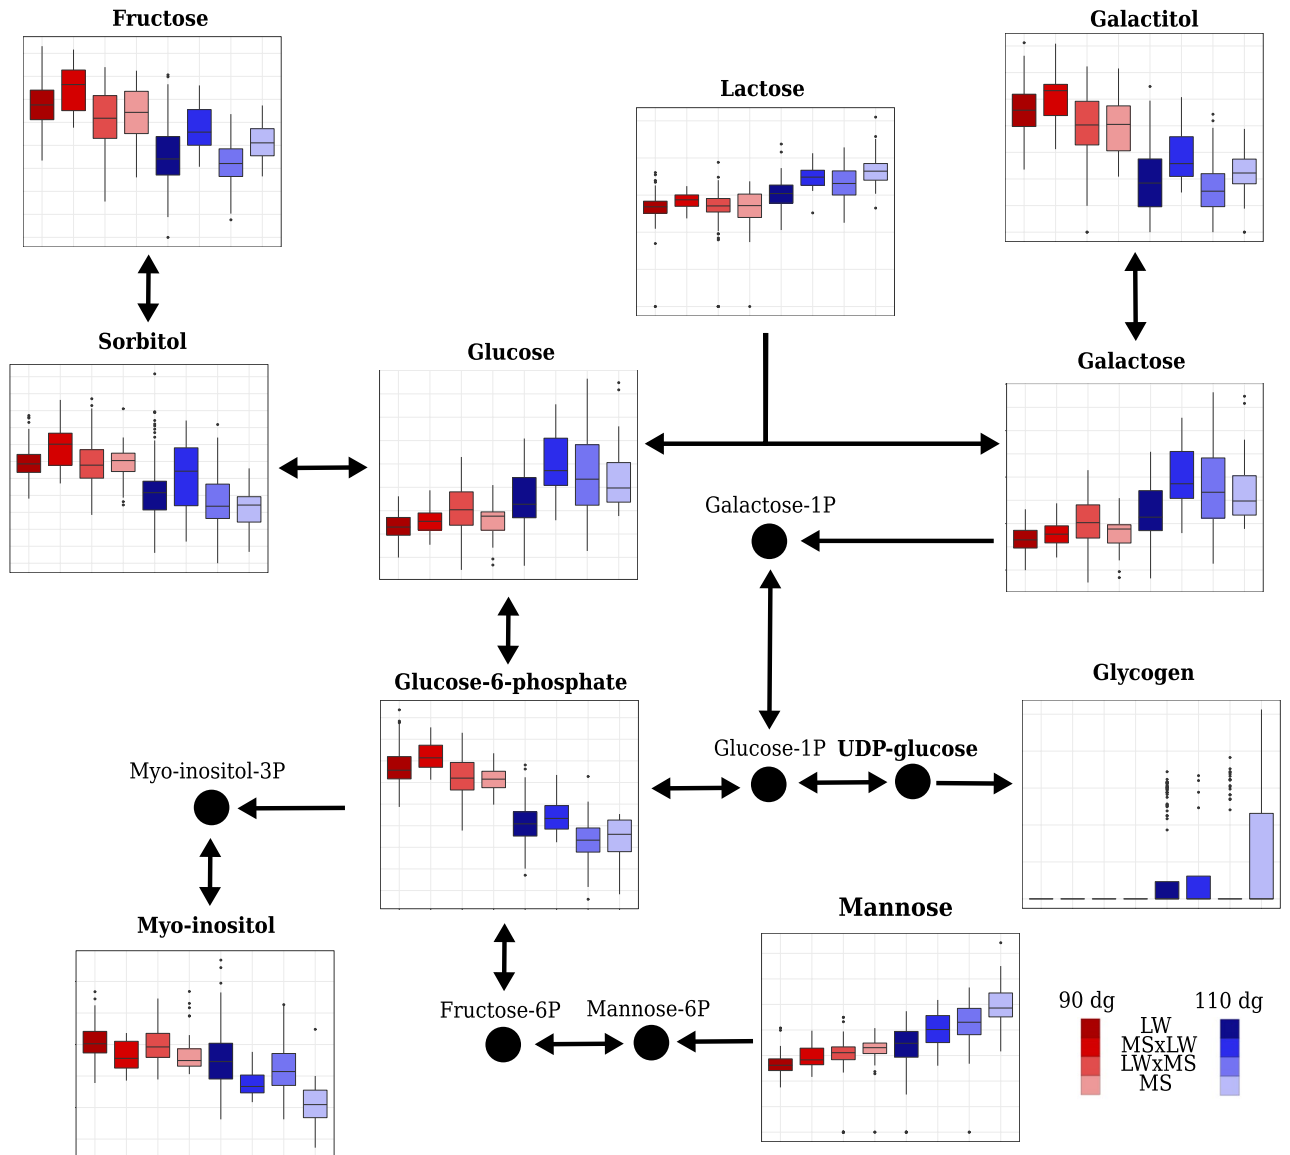 Fructose
Galactitol
Lactose
Sorbitol
Glucose
Galactose
Galactose-1P
Glucose-6-phosphate
Glycogen
Glucose-1P
UDP-glucose
Myo-inositol-3P
Mannose
Myo-inositol
Fructose-6P
Mannose-6P
90 dg
110 dg
LW
MSxLW
LWxMS
MS